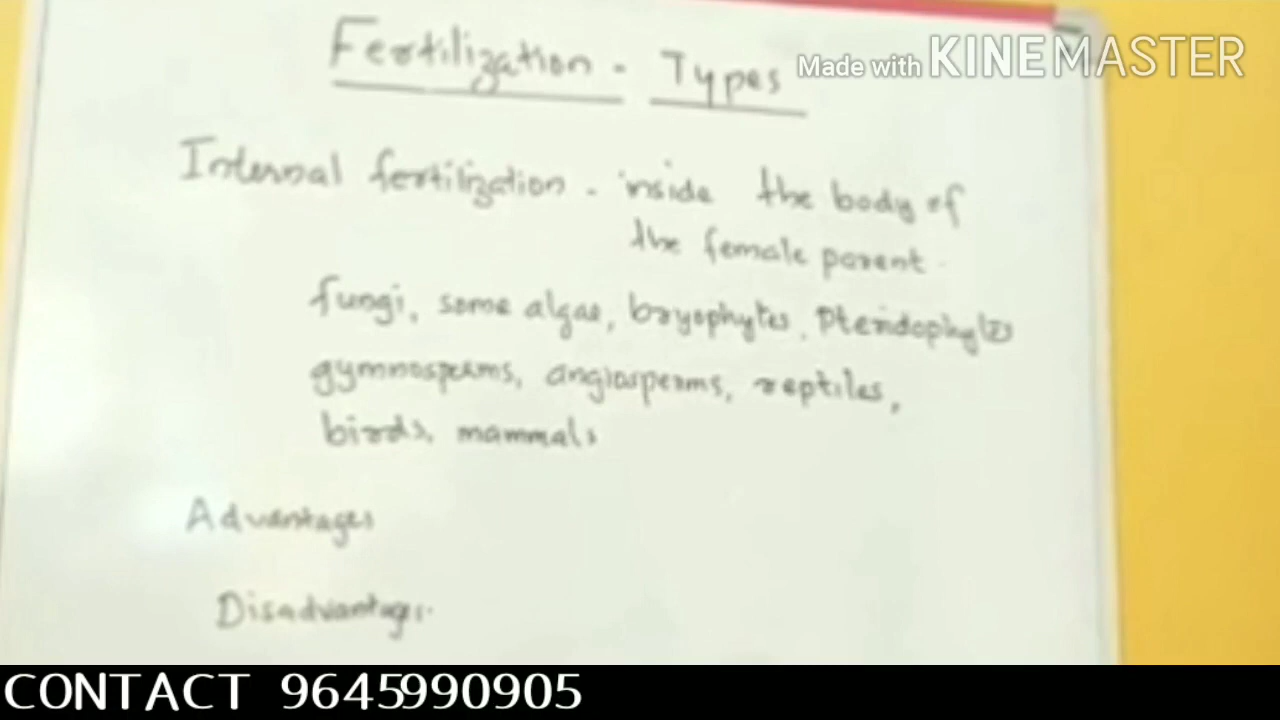 Fertilization - Types
Made with KINEMASTER
Internal fertilization - inside the body of
the female parent.
fungi, some algae, bryophytes, Pteridophytes
gymnosperms, angiosperms, reptiles,
birds, mammals
Advantages
Disadvantages.
CONTACT 9645990905